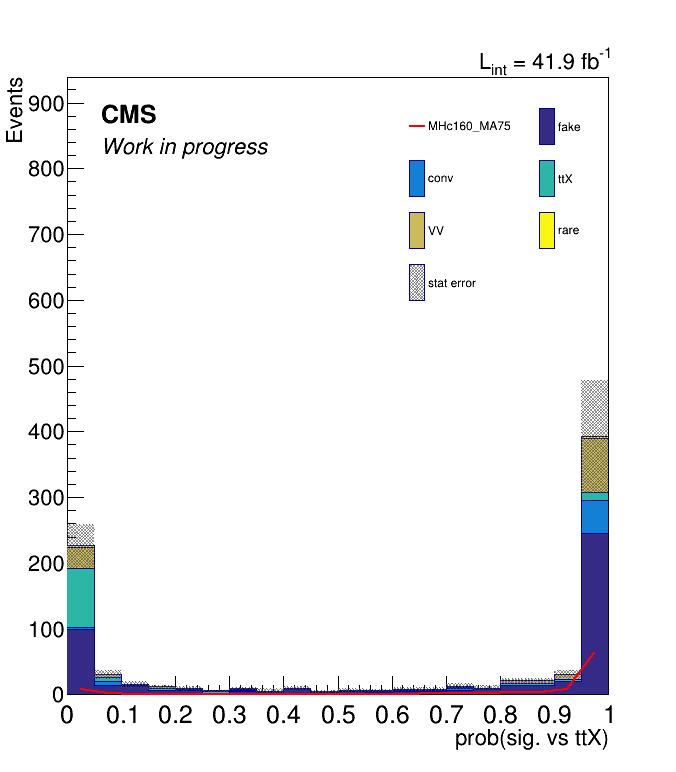 L_int = 41.9 fb^-1
Events
CMS
Work in progress
MHc160_MA75
fake
conv
ttX
VV
rare
stat error
900
800
700
600
500
400
300
200
100
0
0 0.1 0.2 0.3 0.4 0.5 0.6 0.7 0.8 0.9 1
prob(sig. vs ttX)